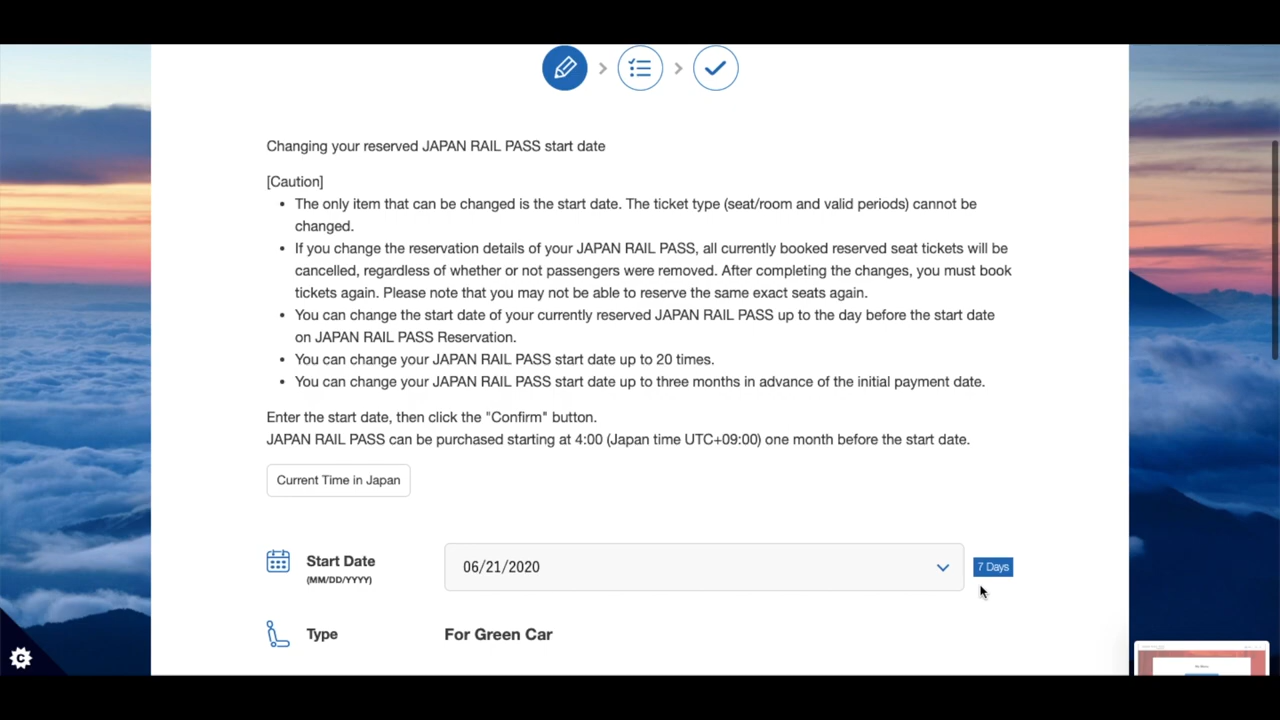 Changing your reserved JAPAN RAIL PASS start date
[Caution]
• The only item that can be changed is the start date. The ticket type (seat/room and valid periods) cannot be
changed.
• If you change the reservation details of your JAPAN RAIL PASS, all currently booked reserved seat tickets will be
cancelled, regardless of whether or not passengers were removed. After completing the changes, you must book
tickets again. Please note that you may not be able to reserve the same exact seats again.
• You can change the start date of your currently reserved JAPAN RAIL PASS up to the day before the start date
on JAPAN RAIL PASS Reservation.
• You can change your JAPAN RAIL PASS start date up to 20 times.
• You can change your JAPAN RAIL PASS start date up to three months in advance of the initial payment date.
Enter the start date, then click the "Confirm" button.
JAPAN RAIL PASS can be purchased starting at 4:00 (Japan time UTC+09:00) one month before the start date.
Current Time in Japan
Start Date 06/21/2020 7 Days
(MM/DD/YYYY)
Type For Green Car